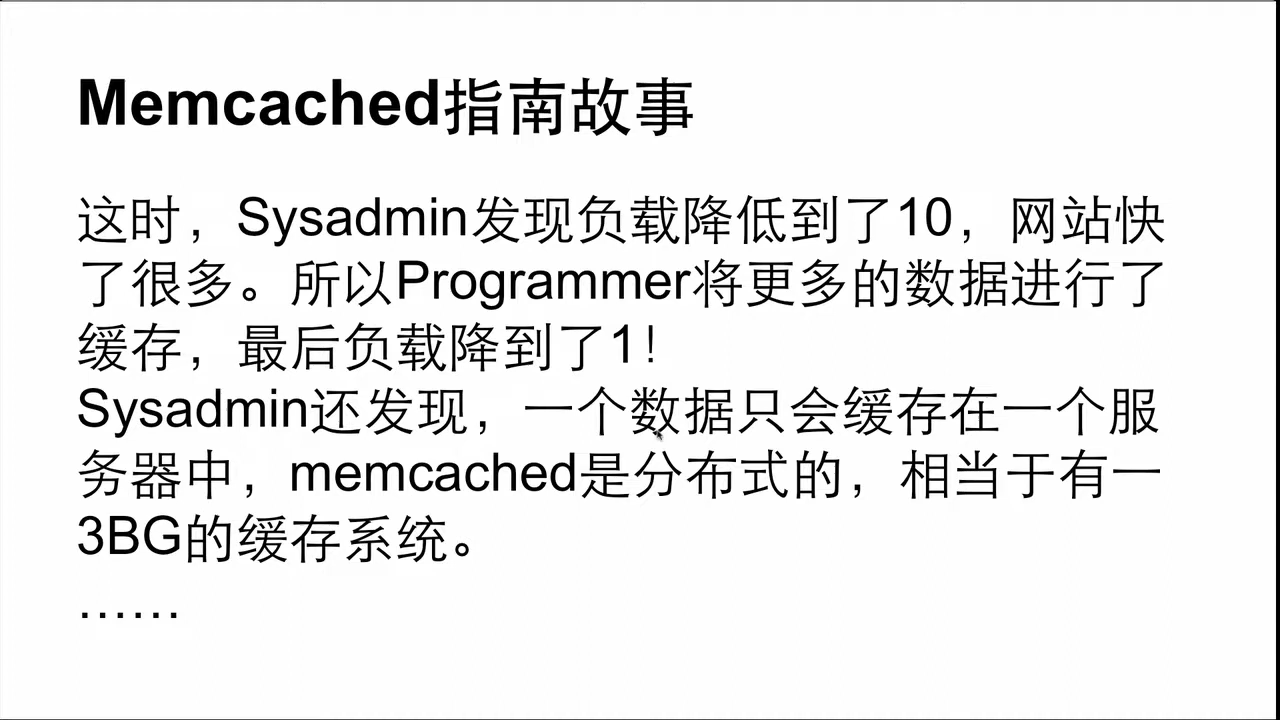 Memcached指南故事
这时，Sysadmin发现负载降低到了10，网站快
了很多。所以Programmer将更多的数据进行了
缓存，最后负载降到了1！
Sysadmin还发现，一个数据只会缓存在一个服
务器中，memcached是分布式的，相当于有一
3BG的缓存系统。
……